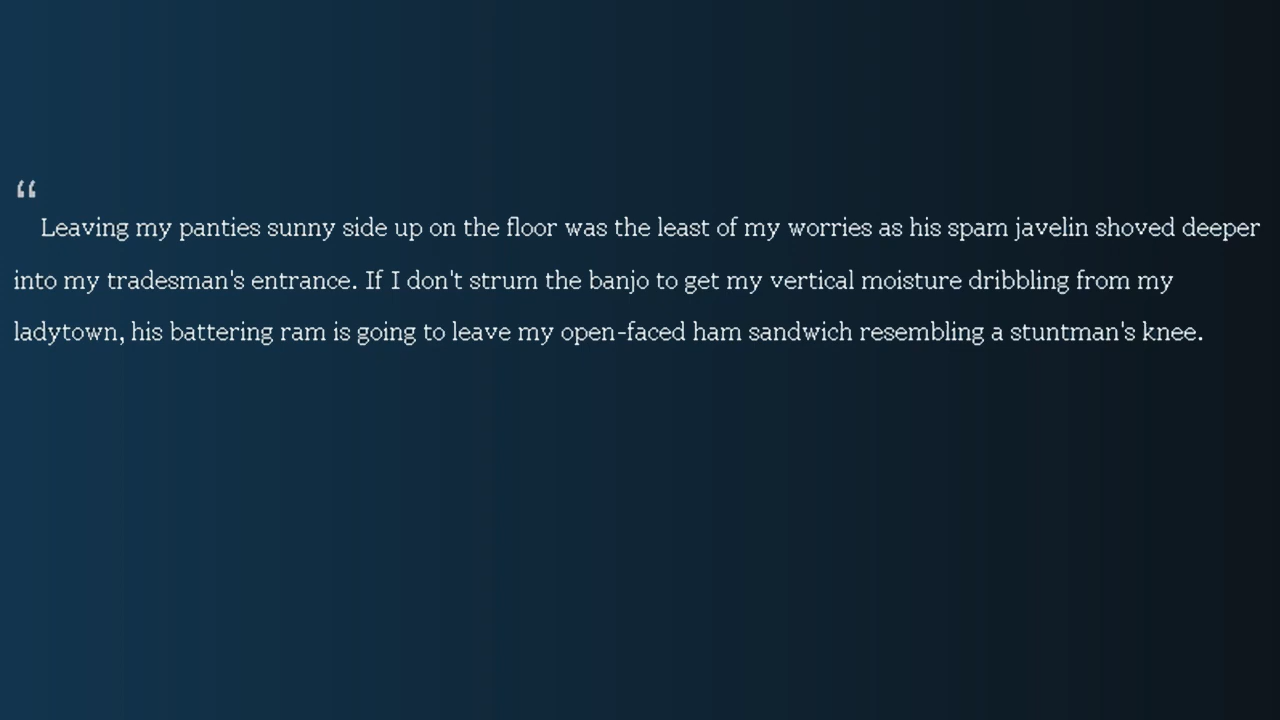 “
Leaving my panties sunny side up on the floor was the least of my worries as his spam javelin shoved deeper
into my tradesman's entrance. If I don't strum the banjo to get my vertical moisture dribbling from my
ladytown, his battering ram is going to leave my open-faced ham sandwich resembling a stuntman's knee.